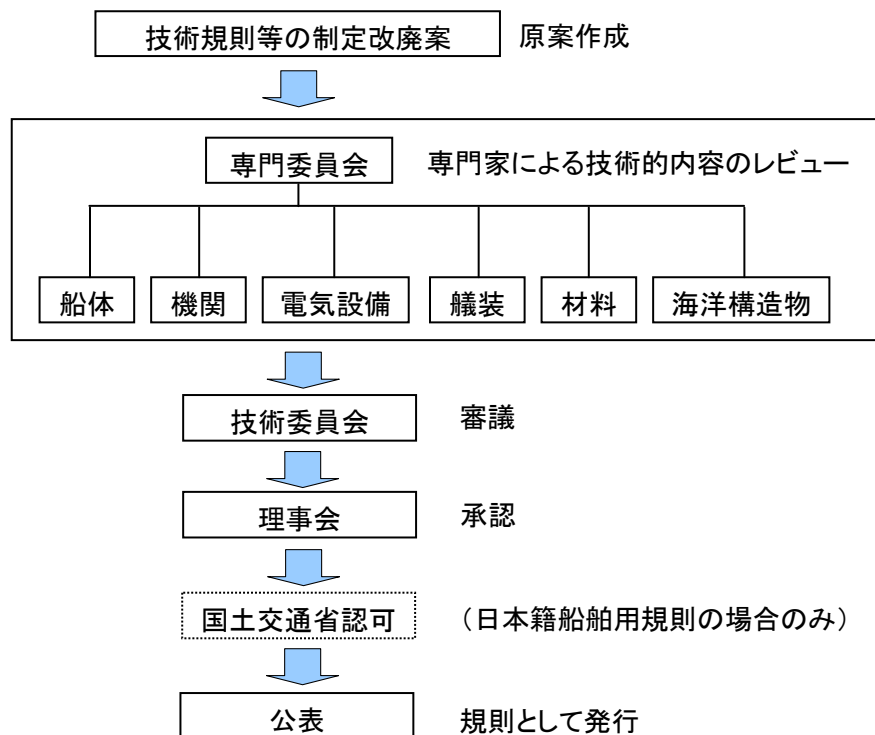 技術規則等の制定改廃案 原案作成
専門委員会 専門家による技術的内容のレビュー
船体 機関 電気設備 艤装 材料 海洋構造物
技術委員会 審議
理事会 承認
国土交通省認可 (日本籍船舶用規則の場合のみ)
公表 規則として発行